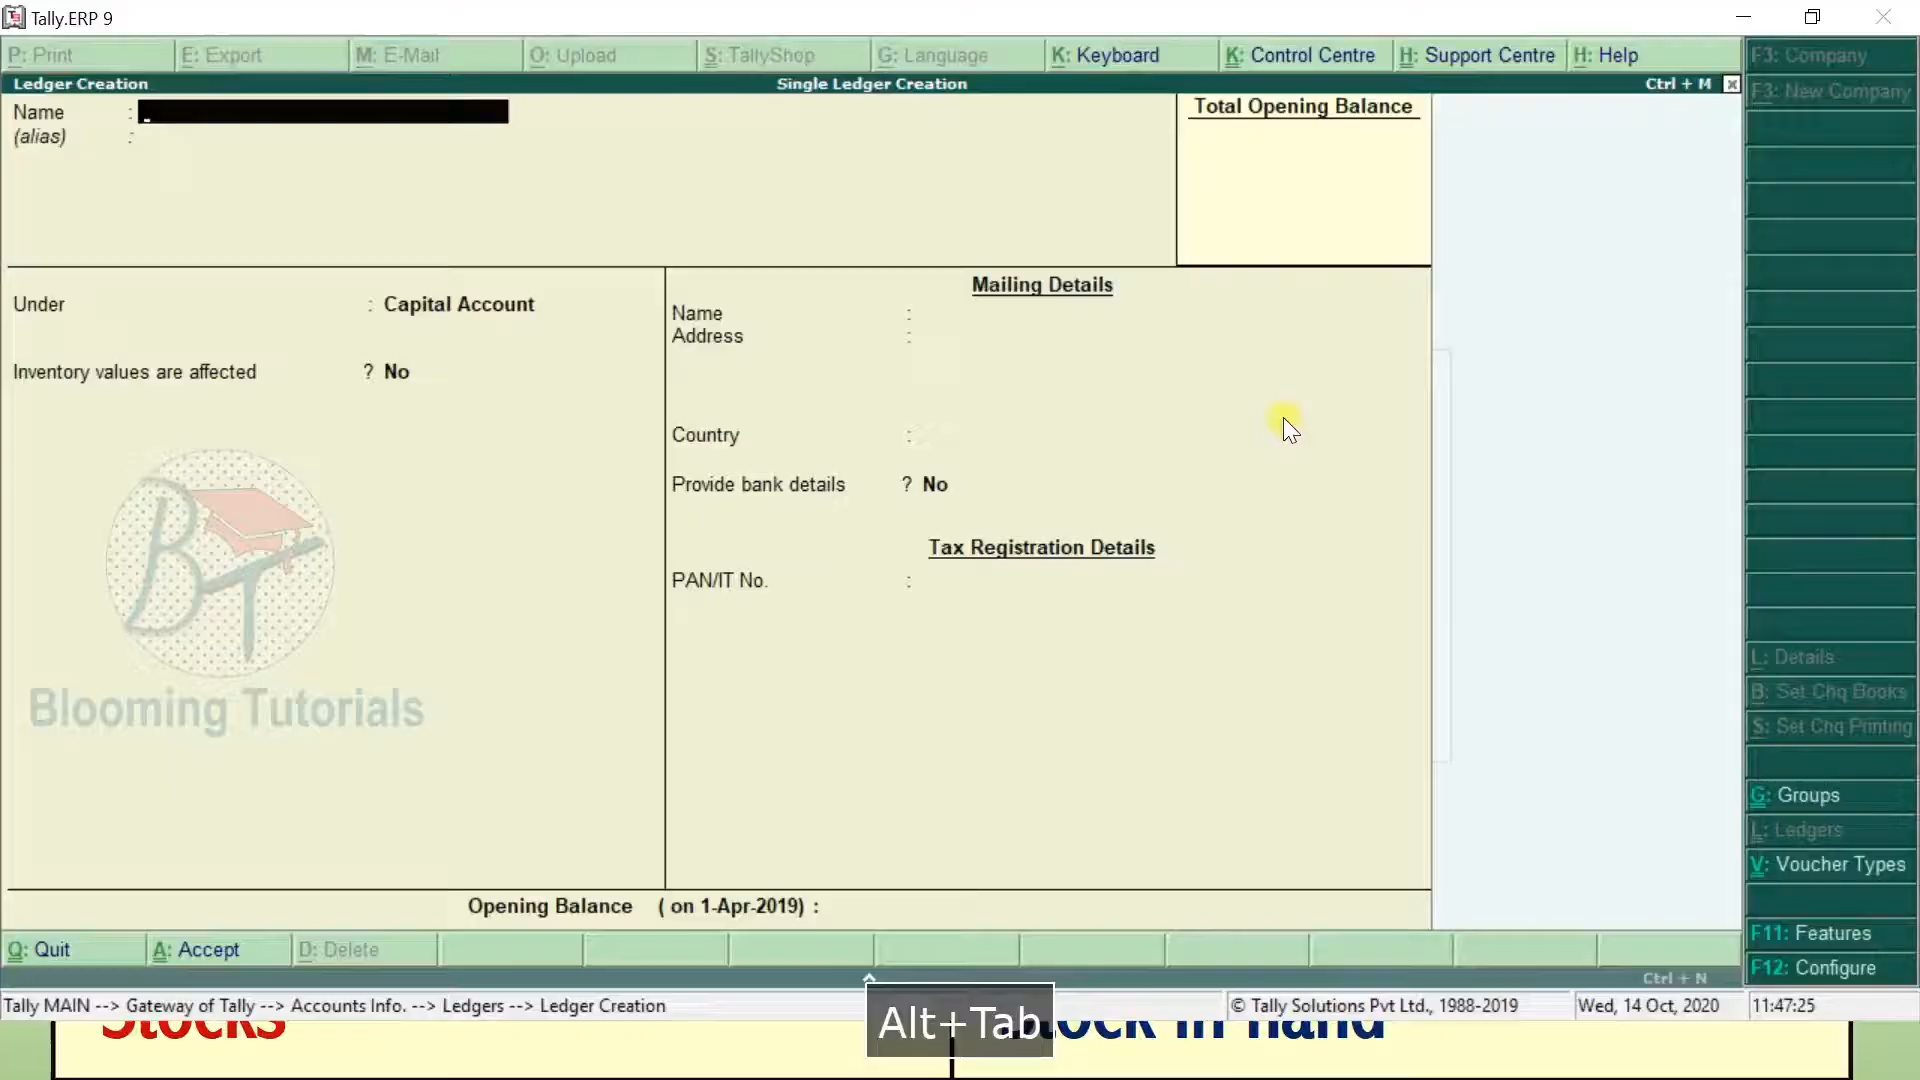 Tally.ERP 9
P: Print E: Export M: E-Mail O: Upload S: TallyShop G: Language K: Keyboard K: Control Centre H: Support Centre H: Help
F3: Company
Ledger Creation Single Ledger Creation Ctrl + M
F3: New Company
Name :
(alias) :
Total Opening Balance
Under : Capital Account
Inventory values are affected ? No
Mailing Details
Name :
Address :
Country :
Provide bank details ? No
Tax Registration Details
PAN/IT No. :
BT
Blooming Tutorials
L: Details
B: Set Chq Books
S: Set Chq Printing
G: Groups
L: Ledgers
V: Voucher Types
F11: Features
F12: Configure
Opening Balance ( on 1-Apr-2019) :
Q: Quit A: Accept D: Delete
Ctrl + N
Tally MAIN --> Gateway of Tally --> Accounts Info. --> Ledgers --> Ledger Creation
© Tally Solutions Pvt Ltd., 1988-2019 Wed, 14 Oct, 2020 11:47:25
Stocks
Stock in hand
Alt+Tab